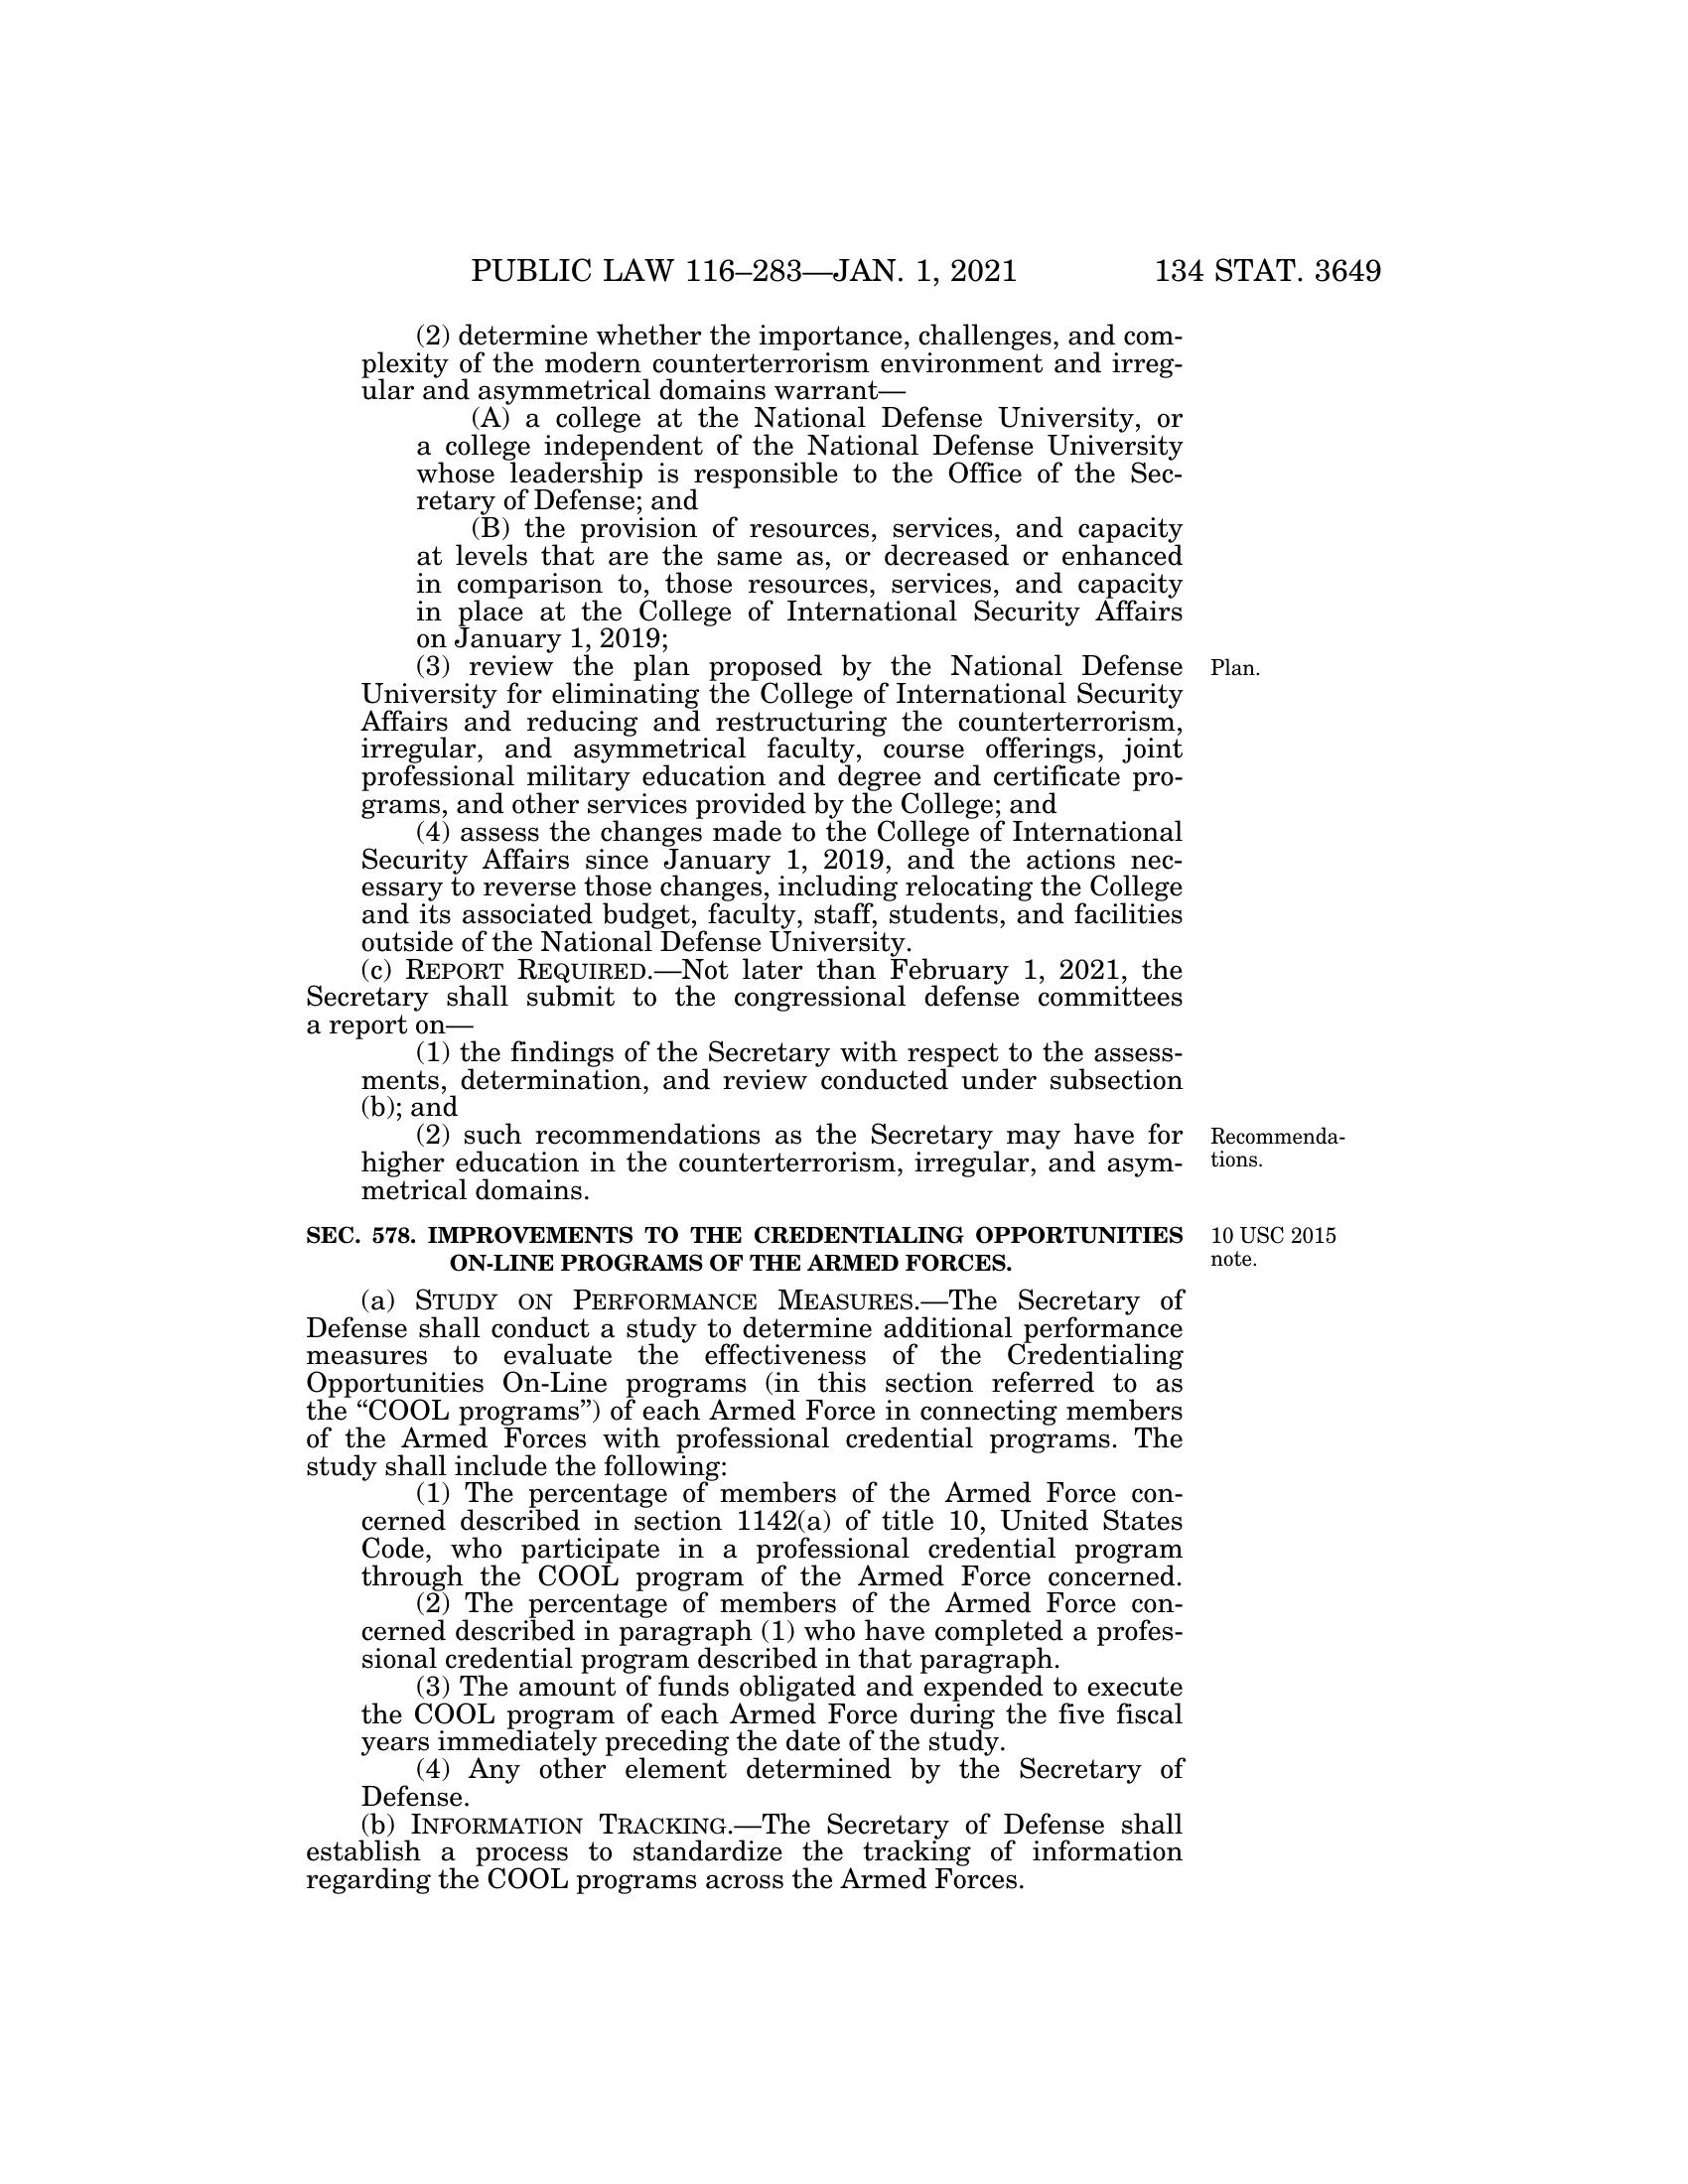 PUBLIC LAW 116–283—JAN. 1, 2021
134 STAT. 3649
(2) determine whether the importance, challenges, and com-
plexity of the modern counterterrorism environment and irreg-
ular and asymmetrical domains warrant—
(A) a college at the National Defense University, or
a college independent of the National Defense University
whose leadership is responsible to the Office of the Sec-
retary of Defense; and
(B) the provision of resources, services, and capacity
at levels that are the same as, or decreased or enhanced
in comparison to, those resources, services, and capacity
in place at the College of International Security Affairs
on January 1, 2019;
(3) review the plan proposed by the National Defense
Plan.
University for eliminating the College of International Security
Affairs and reducing and restructuring the counterterrorism,
irregular, and asymmetrical faculty, course offerings, joint
professional military education and degree and certificate pro-
grams, and other services provided by the College; and
(4) assess the changes made to the College of International
Security Affairs since January 1, 2019, and the actions nec-
essary to reverse those changes, including relocating the College
and its associated budget, faculty, staff, students, and facilities
outside of the National Defense University.
(c) REPORT REQUIRED.—Not later than February 1, 2021, the
Secretary shall submit to the congressional defense committees
a report on—
(1) the findings of the Secretary with respect to the assess-
ments, determination, and review conducted under subsection
(b); and
(2) such recommendations as the Secretary may have for
higher education in the counterterrorism, irregular, and asym-
metrical domains.
Recommenda-
tions.
SEC. 578. IMPROVEMENTS TO THE CREDENTIALING OPPORTUNITIES
ON-LINE PROGRAMS OF THE ARMED FORCES.
10 USC 2015
note.
(a) STUDY ON PERFORMANCE MEASURES.—The Secretary of
Defense shall conduct a study to determine additional performance
measures to evaluate the effectiveness of the Credentialing
Opportunities On-Line programs (in this section referred to as
the “COOL programs”) of each Armed Force in connecting members
of the Armed Forces with professional credential programs. The
study shall include the following:
(1) The percentage of members of the Armed Force con-
cerned described in section 1142(a) of title 10, United States
Code, who participate in a professional credential program
through the COOL program of the Armed Force concerned.
(2) The percentage of members of the Armed Force con-
cerned described in paragraph (1) who have completed a profes-
sional credential program described in that paragraph.
(3) The amount of funds obligated and expended to execute
the COOL program of each Armed Force during the five fiscal
years immediately preceding the date of the study.
(4) Any other element determined by the Secretary of
Defense.
(b) INFORMATION TRACKING.—The Secretary of Defense shall
establish a process to standardize the tracking of information
regarding the COOL programs across the Armed Forces.